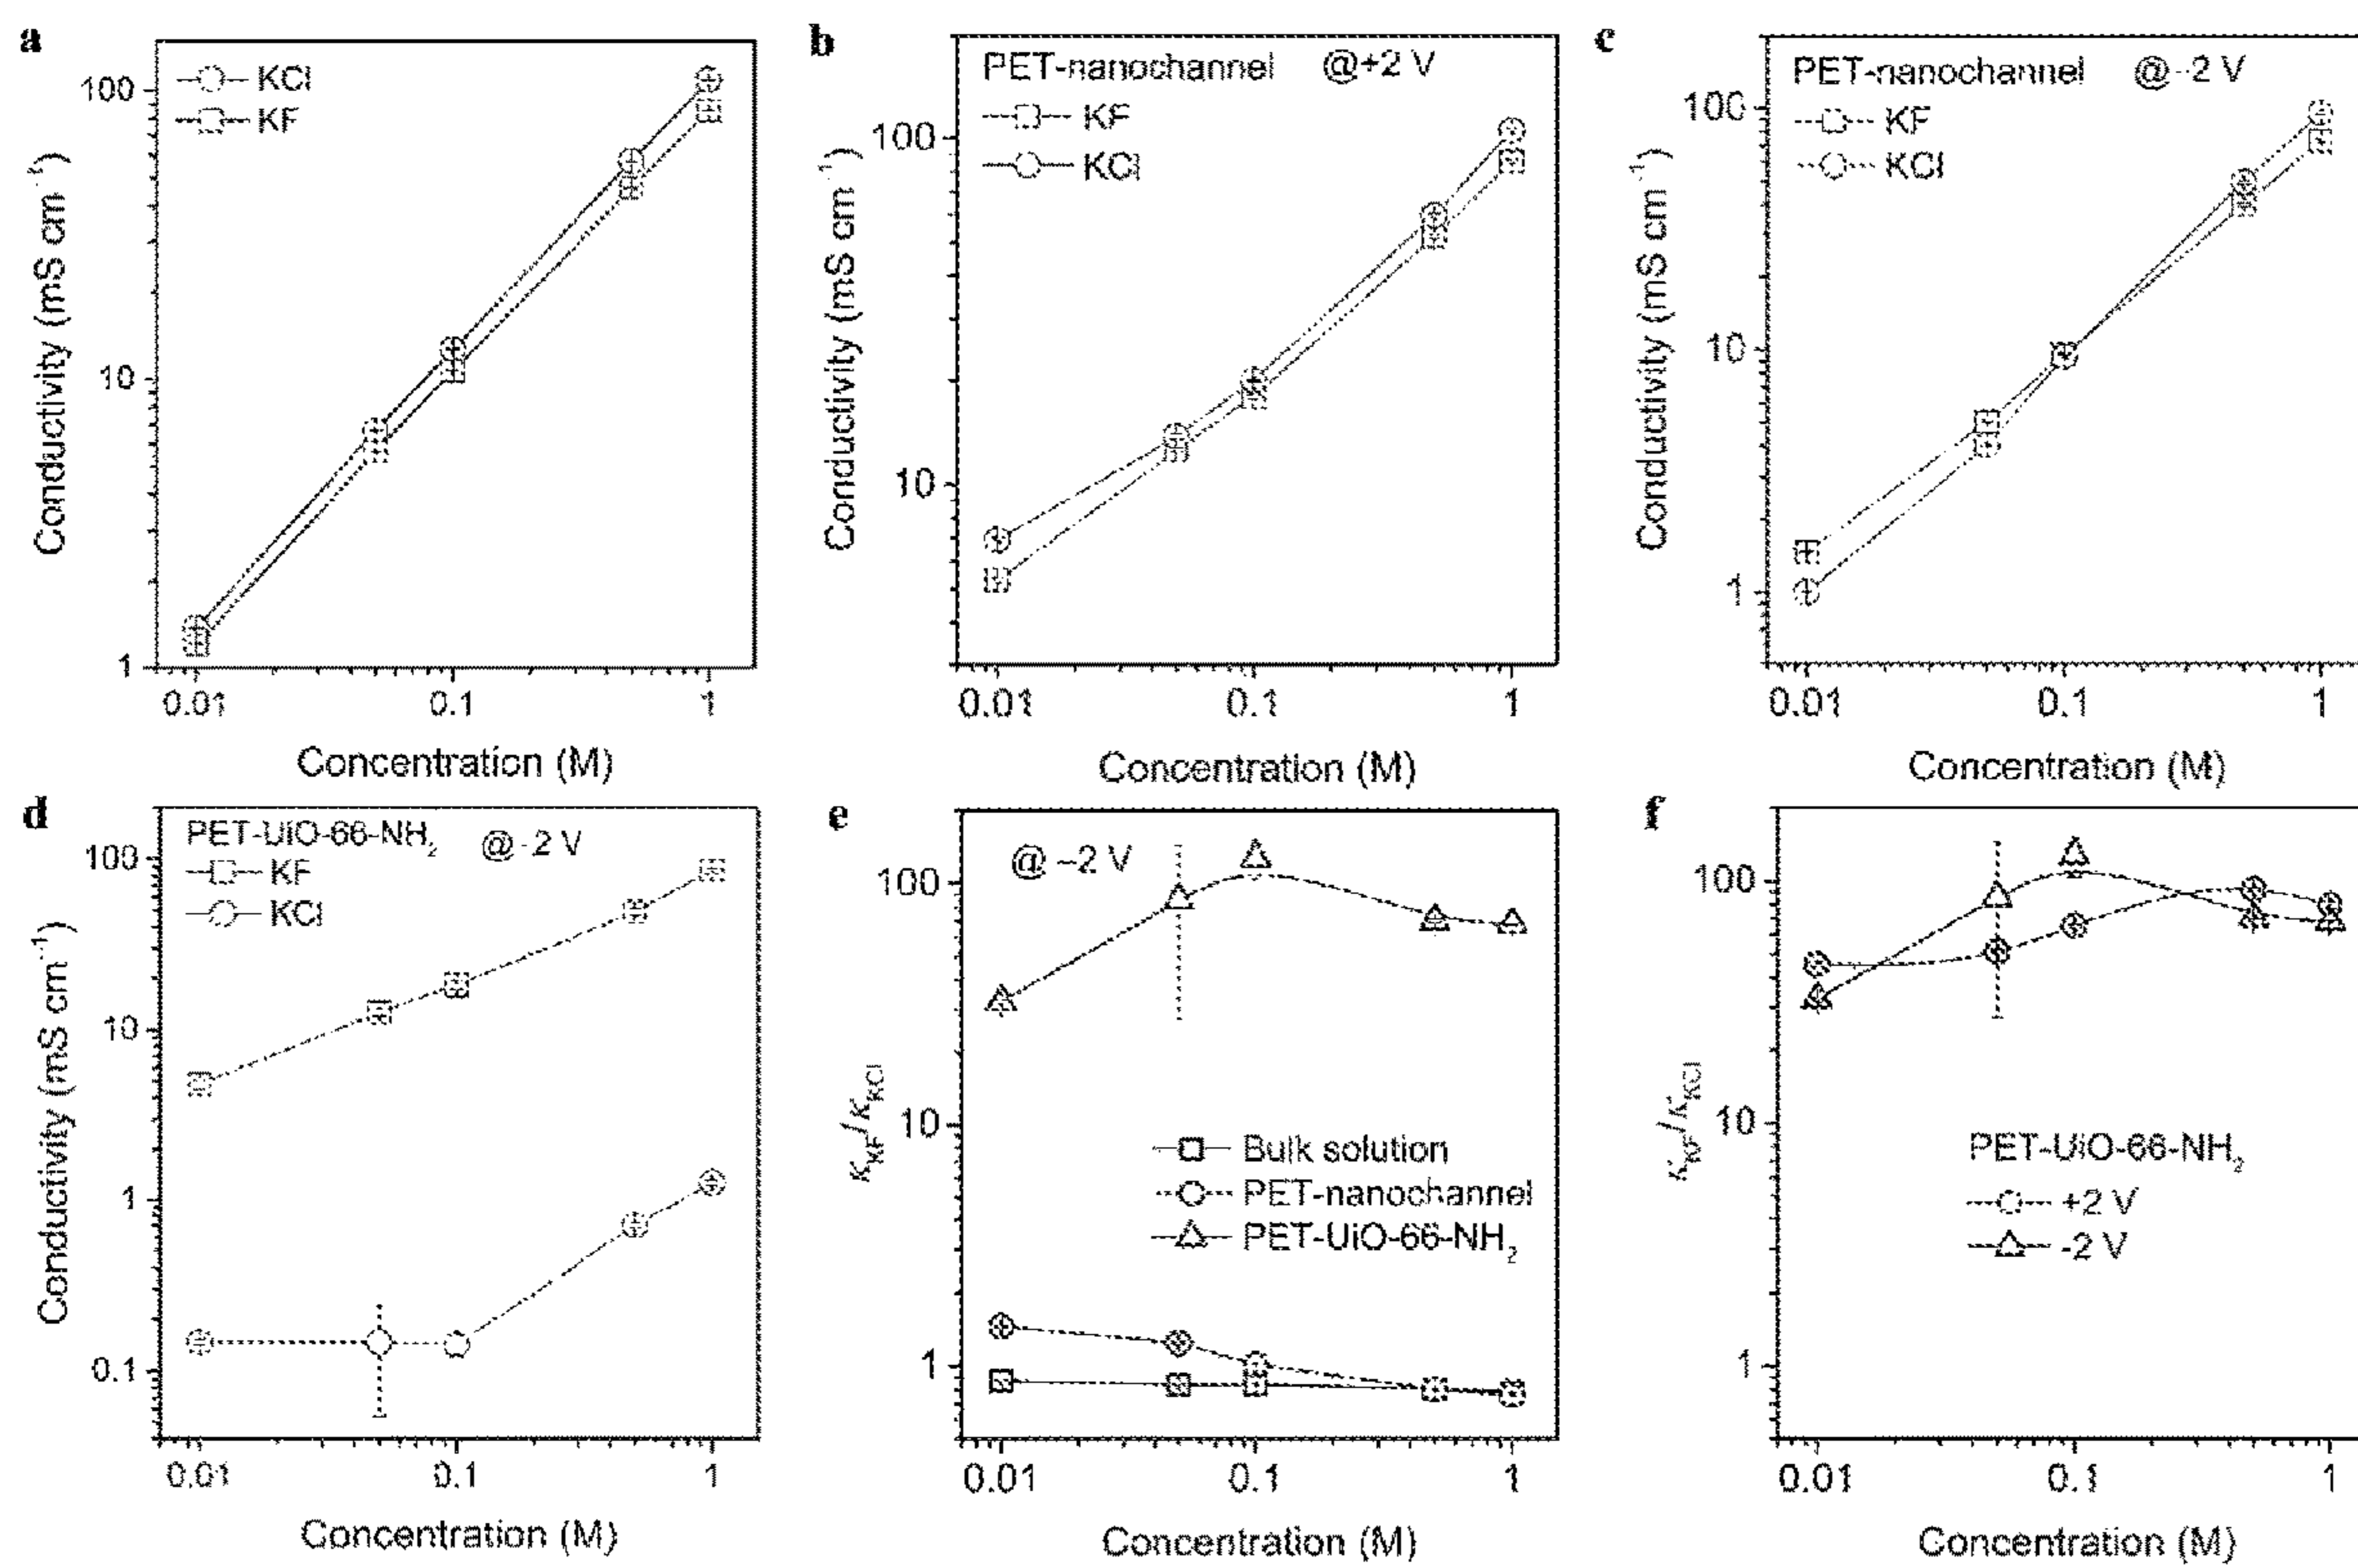 a
KCl
KF
100
10
1
0.01
0.1
1
Conductivity (mS cm⁻¹)
Concentration (M)
b
PET-nanochannel @+2 V
KF
KCl
100
10
0.01
0.1
1
Conductivity (mS cm⁻¹)
Concentration (M)
c
PET-nanochannel @-2 V
KF
KCl
100
10
1
0.01
0.1
1
Conductivity (mS cm⁻¹)
Concentration (M)
d
PET-UiO-66-NH₂ @-2 V
KF
KCl
100
10
1
0.1
0.01
0.1
1
Conductivity (mS cm⁻¹)
Concentration (M)
e
@ -2 V
100
10
1
Bulk solution
PET-nanochannel
PET-UiO-66-NH₂
0.01
0.1
1
κKF/κKCl
Concentration (M)
f
100
10
1
PET-UiO-66-NH₂
+2 V
-2 V
0.01
0.1
1
κKF/κKCl
Concentration (M)